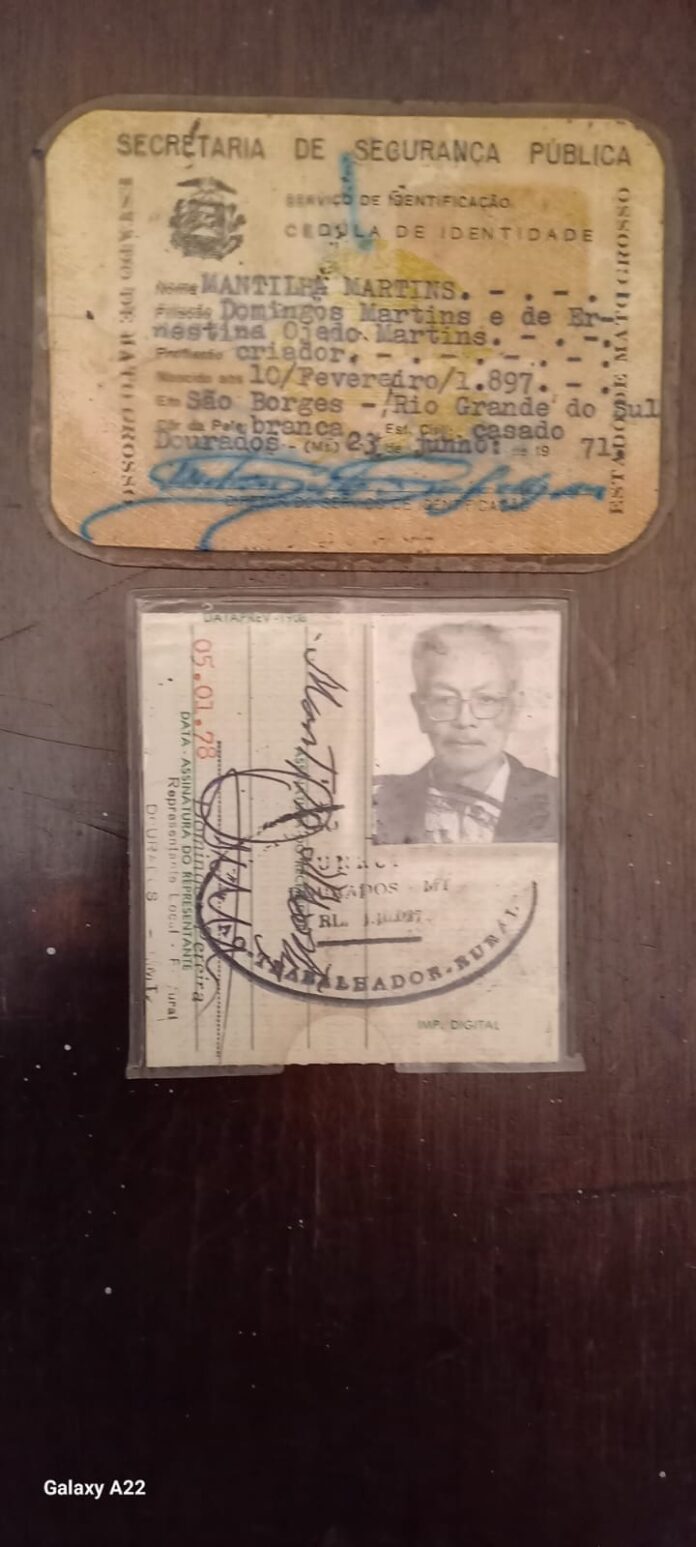 SECRETARIA DE SEGURANÇA PÚBLICA
ESTADO DE MATO GROSSO
SERVIÇO DE IDENTIFICAÇÃO
CEDULA DE IDENTIDADE
ESTADO DE MATO GROSSO
Nome MANTILHA MARTINS. - . - .
Filiação Domingos Martins e de Er-
nestina Ojedo Martins. - . - .
Profissão criador. - . - . - . - .
Nascido aos 10/Fevereiro/1.897. - .
Em São Borges - Rio Grande do Sul
Côr da Pele branca Est. Civil casado
Dourados - (Mt) 23 de junho: de 19 71
DATAPREV
05.01.78
DATA - ASSINATURA DO REPRESENTANTE
Representante Local
DOURADOS - MT
TRABALHADOR RURAL
IMP. DIGITAL
Galaxy A22